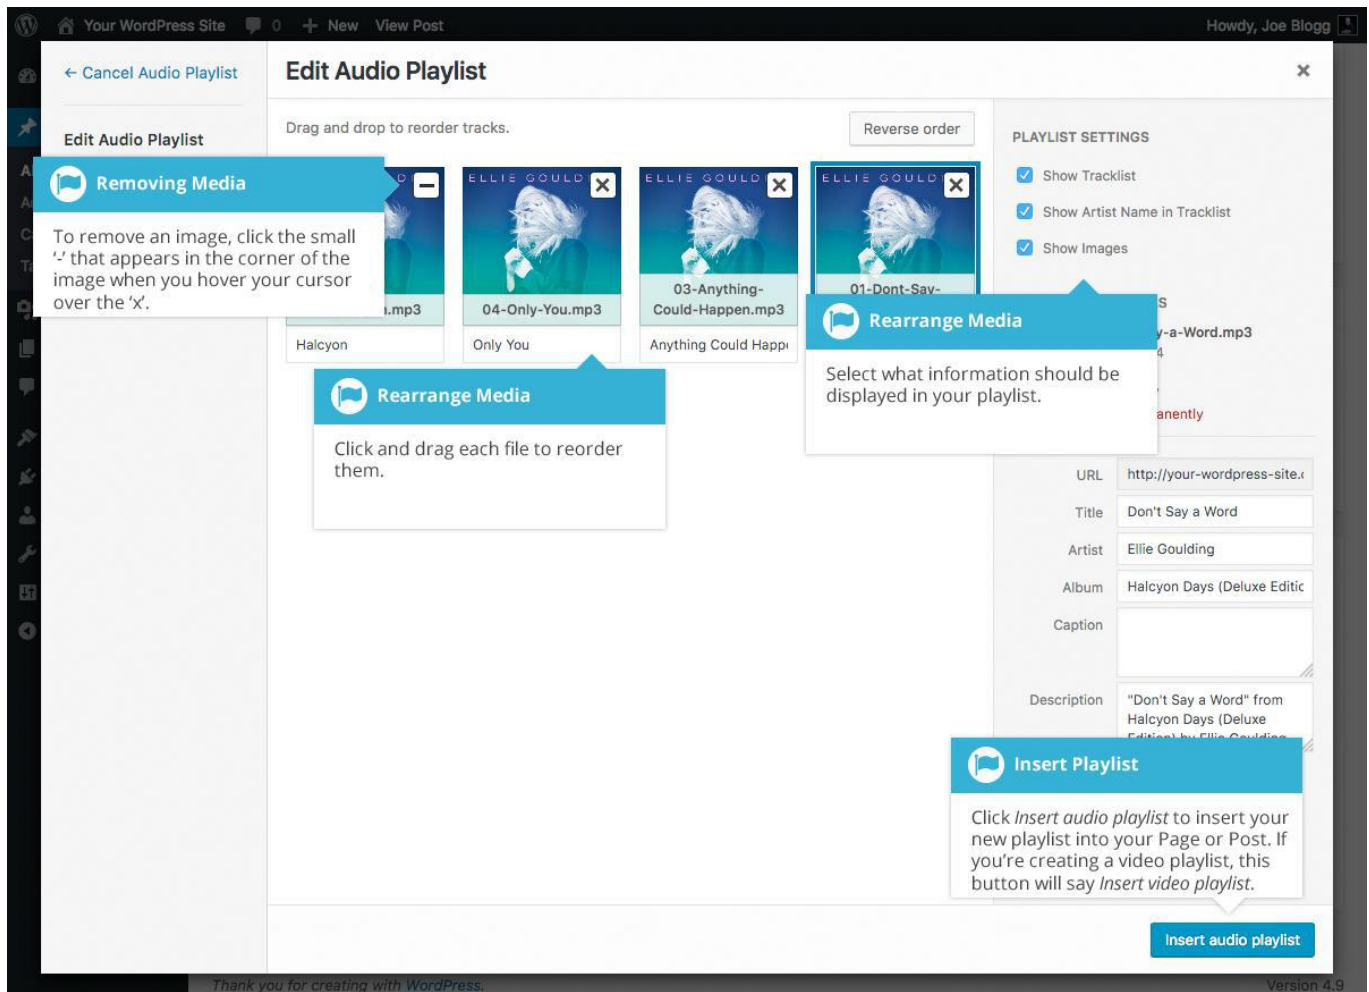 Your WordPress Site 0 New View Post Howdy, Joe Blogg
← Cancel Audio Playlist
Edit Audio Playlist
Edit Audio Playlist
Drag and drop to reorder tracks.
Reverse order
Removing Media
To remove an image, click the small
‘-’ that appears in the corner of the
image when you hover your cursor
over the ‘x’.
ELLIE GOULD
ELLIE GOULD
ELLIE GOULD
.mp3
04-Only-You.mp3
03-Anything-
Could-Happen.mp3
01-Dont-Say-
Halcyon
Only You
Anything Could Happ
Rearrange Media
Click and drag each file to reorder
them.
PLAYLIST SETTINGS
Show Tracklist
Show Artist Name in Tracklist
Show Images
Rearrange Media
Select what information should be
displayed in your playlist.
S
y-a-Word.mp3
4
anently
URL http://your-wordpress-site.c
Title Don't Say a Word
Artist Ellie Goulding
Album Halcyon Days (Deluxe Editic
Caption
Description "Don't Say a Word" from
Halcyon Days (Deluxe
Edition) by Ellie Goulding
Insert Playlist
Click Insert audio playlist to insert your
new playlist into your Page or Post. If
you’re creating a video playlist, this
button will say Insert video playlist.
Insert audio playlist
Thank you for creating with WordPress. Version 4.9